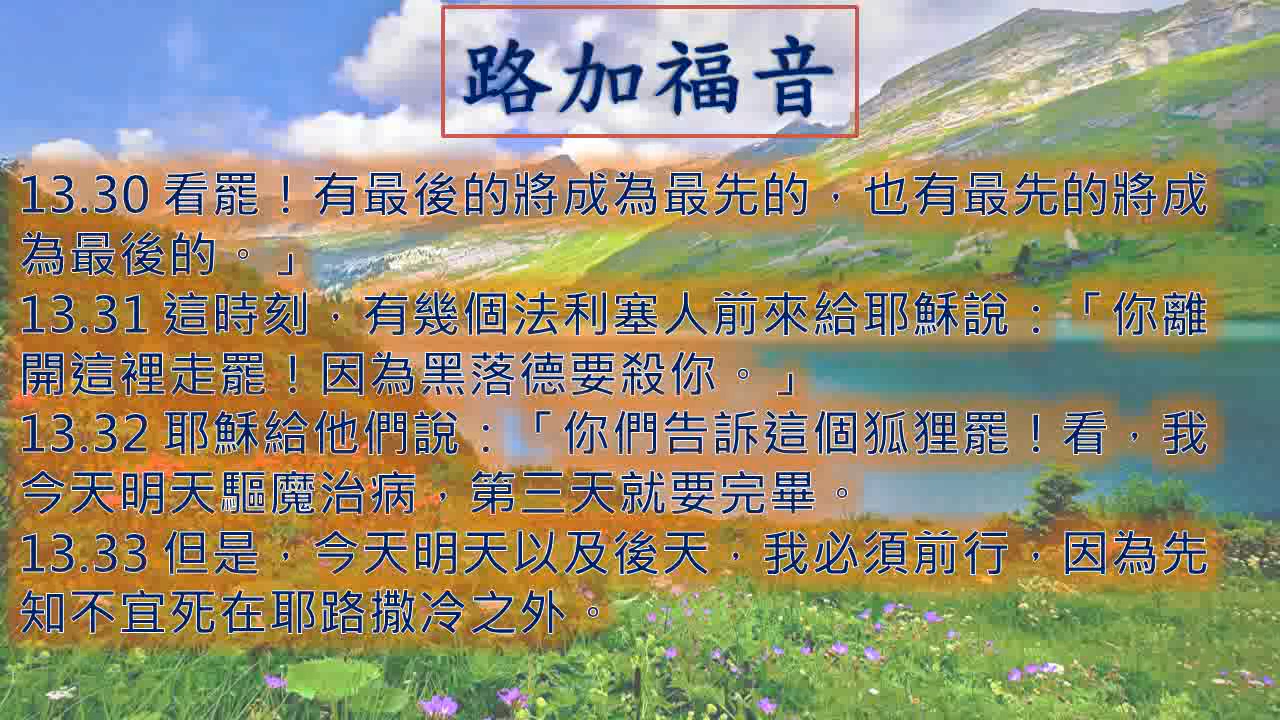 路加福音
13.30 看罷！有最後的將成為最先的，也有最先的將成
為最後的。」
13.31 這時刻，有幾個法利塞人前來給耶穌說：「你離
開這裡走罷！因為黑落德要殺你。」
13.32 耶穌給他們說：「你們告訴這個狐狸罷！看，我
今天明天驅魔治病，第三天就要完畢。
13.33 但是，今天明天以及後天，我必須前行，因為先
知不宜死在耶路撒冷之外。